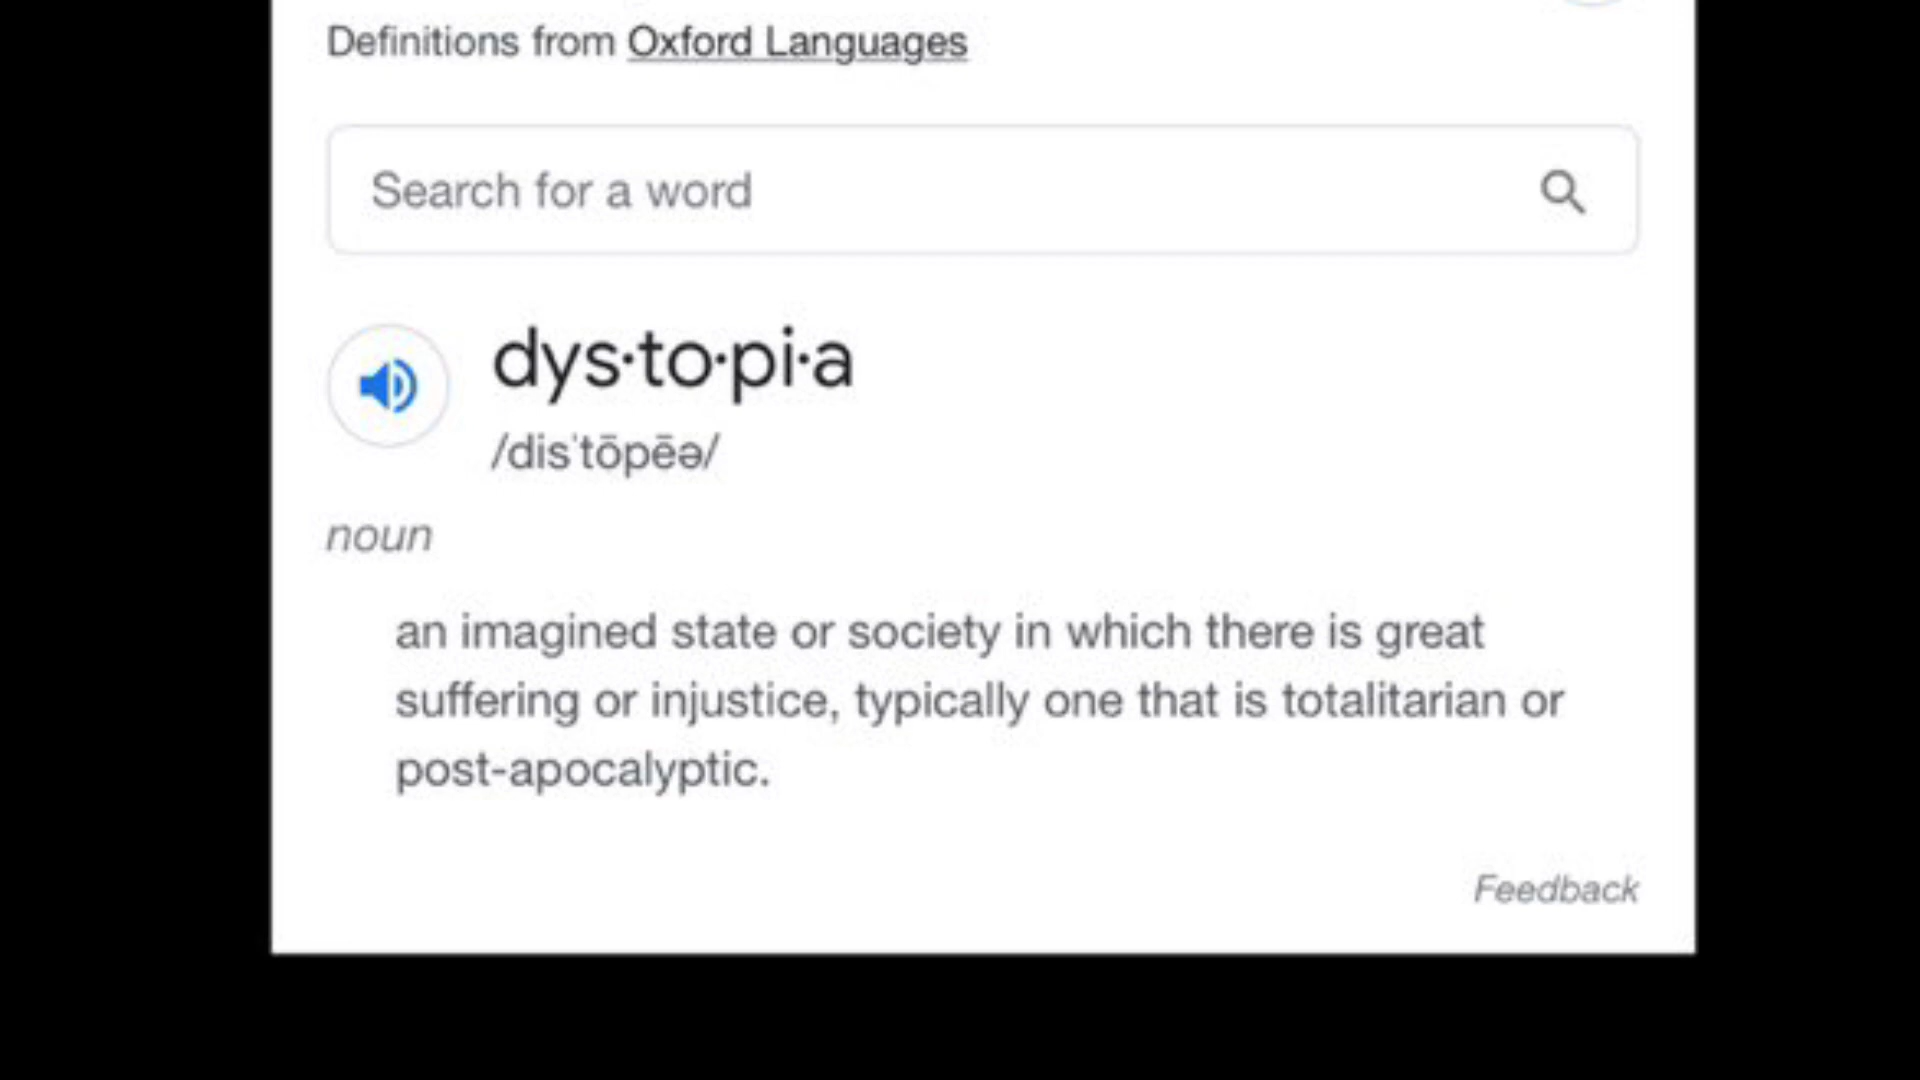 Definitions from Oxford Languages
Search for a word
dys·to·pi·a
/disˈtōpēə/
noun
an imagined state or society in which there is great
suffering or injustice, typically one that is totalitarian or
post-apocalyptic.
Feedback